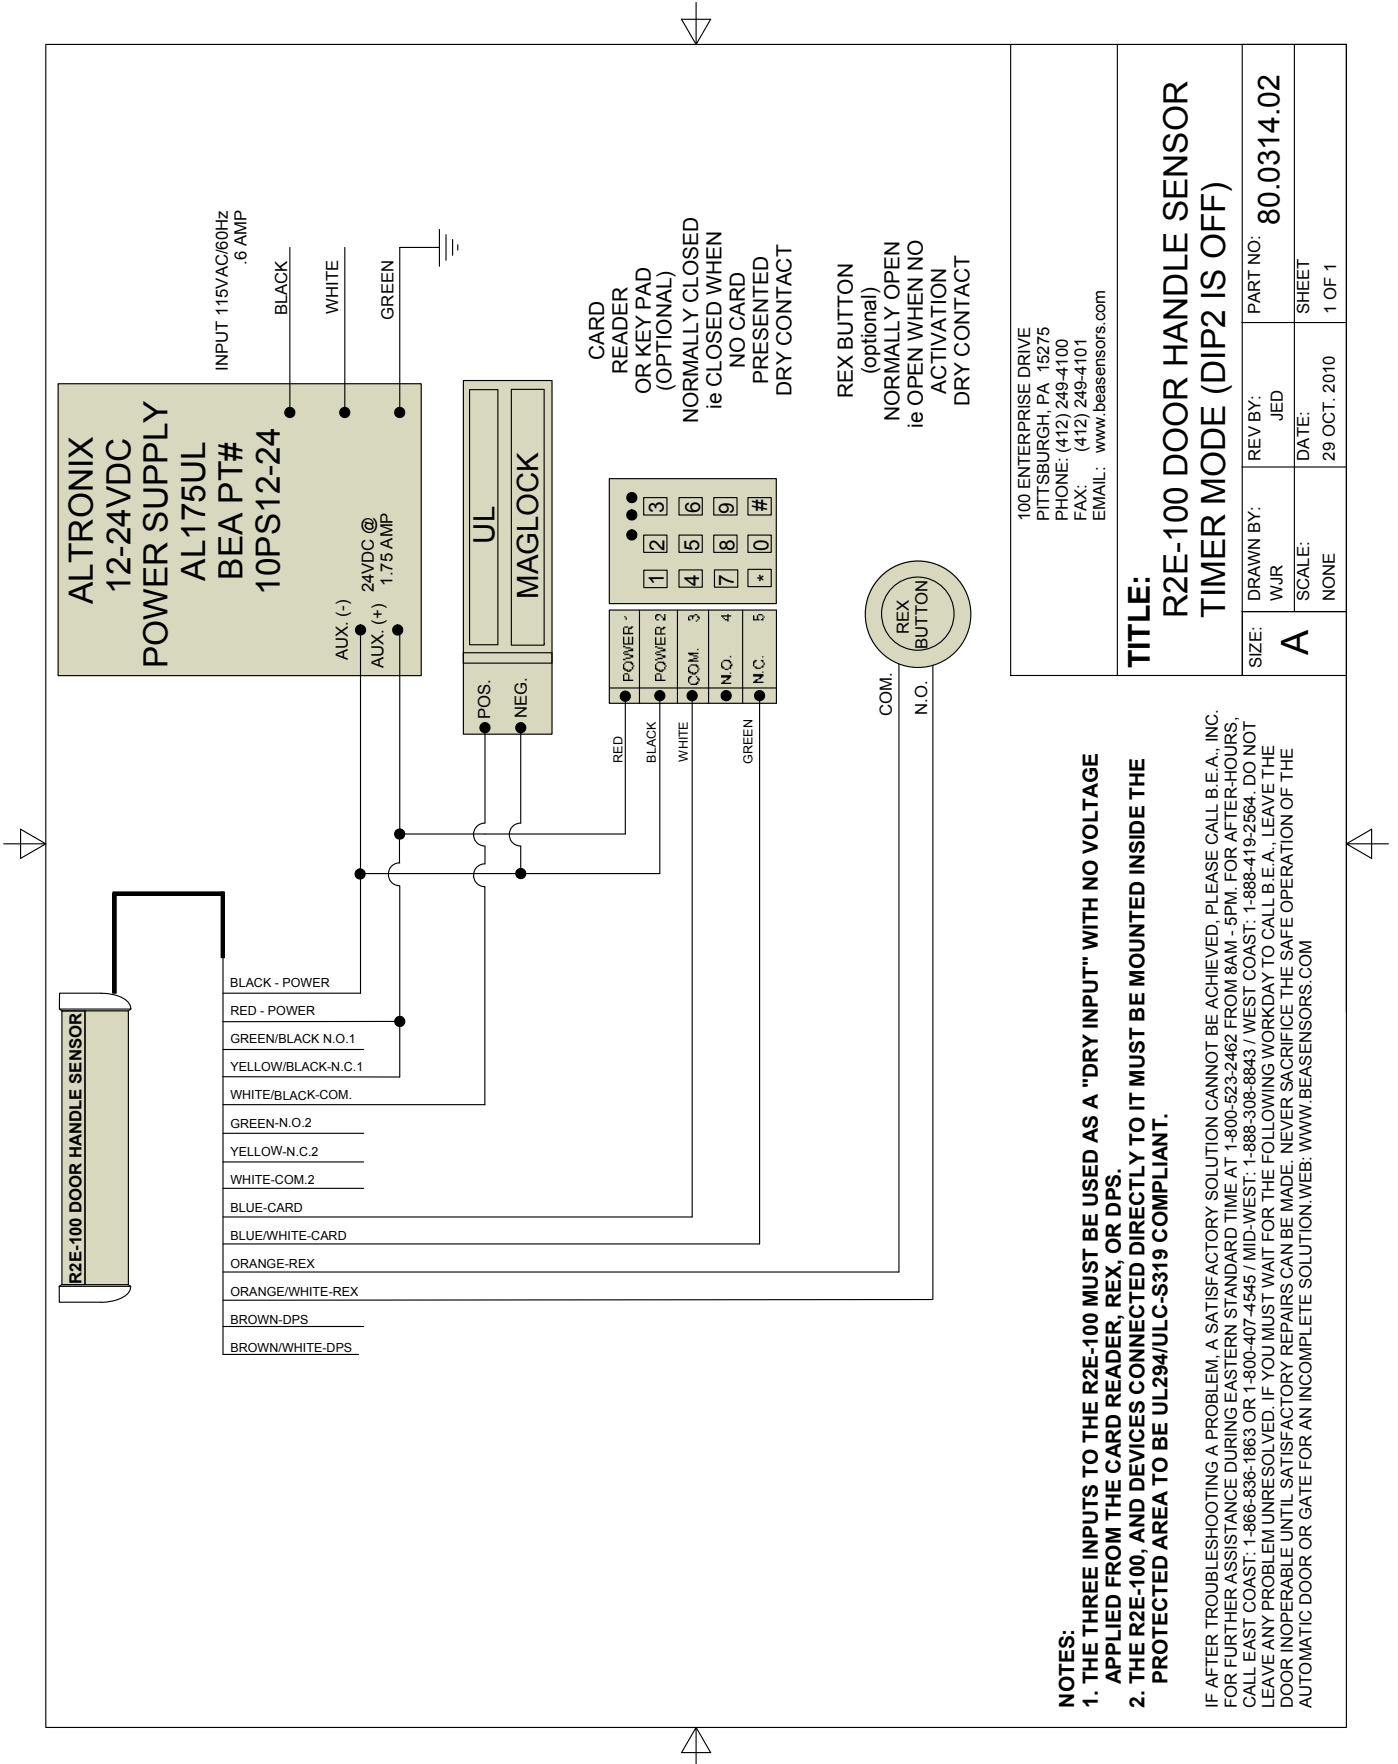 ALTRONIX
12-24VDC
POWER SUPPLY
AL175UL
BEA PT#
10PS12-24
AUX. (-)
AUX. (+)
24VDC @
1.75 AMP
INPUT 115VAC/60Hz
.6 AMP
BLACK
WHITE
GREEN
UL
MAGLOCK
POS.
NEG.
CARD
READER
OR KEY PAD
(OPTIONAL)
NORMALLY CLOSED
ie CLOSED WHEN
NO CARD
PRESENTED
DRY CONTACT
1 2 3
4 5 6
7 8 9
* 0 #
POWER
POWER 2
COM. 3
N.O. 4
N.C. 5
RED
BLACK
WHITE
GREEN
REX BUTTON
(optional)
NORMALLY OPEN
ie OPEN WHEN NO
ACTIVATION
DRY CONTACT
REX
BUTTON
COM.
N.O.
R2E-100 DOOR HANDLE SENSOR
BLACK - POWER
RED - POWER
GREEN/BLACK N.O.1
YELLOW/BLACK-N.C.1
WHITE/BLACK-COM.
GREEN-N.O.2
YELLOW-N.C.2
WHITE-COM.2
BLUE-CARD
BLUE/WHITE-CARD
ORANGE-REX
ORANGE/WHITE-REX
BROWN-DPS
BROWN/WHITE-DPS
NOTES:
1. THE THREE INPUTS TO THE R2E-100 MUST BE USED AS A "DRY INPUT" WITH NO VOLTAGE
APPLIED FROM THE CARD READER, REX, OR DPS.
2. THE R2E-100, AND DEVICES CONNECTED DIRECTLY TO IT MUST BE MOUNTED INSIDE THE
PROTECTED AREA TO BE UL294/ULC-S319 COMPLIANT.
IF AFTER TROUBLESHOOTING A PROBLEM, A SATISFACTORY SOLUTION CANNOT BE ACHIEVED, PLEASE CALL B.E.A., INC.
FOR FURTHER ASSISTANCE DURING EASTERN STANDARD TIME AT 1-800-523-2462 FROM 8AM - 5PM. FOR AFTER-HOURS,
CALL EAST COAST: 1-866-836-1863 OR 1-800-407-4545 / MID-WEST: 1-888-308-8843 / WEST COAST: 1-888-419-2564. DO NOT
LEAVE ANY PROBLEM UNRESOLVED. IF YOU MUST WAIT FOR THE FOLLOWING WORKDAY TO CALL B.E.A., LEAVE THE
DOOR INOPERABLE UNTIL SATISFACTORY REPAIRS CAN BE MADE. NEVER SACRIFICE THE SAFE OPERATION OF THE
AUTOMATIC DOOR OR GATE FOR AN INCOMPLETE SOLUTION.WEB: WWW.BEASENSORS.COM
100 ENTERPRISE DRIVE
PITTSBURGH, PA 15275
PHONE: (412) 249-4100
FAX: (412) 249-4101
EMAIL: www.beasensors.com
TITLE:
R2E-100 DOOR HANDLE SENSOR
TIMER MODE (DIP2 IS OFF)
SIZE:
A
DRAWN BY:
WJR
REV BY:
JED
PART NO:
80.0314.02
SCALE:
NONE
DATE:
29 OCT. 2010
SHEET
1 OF 1